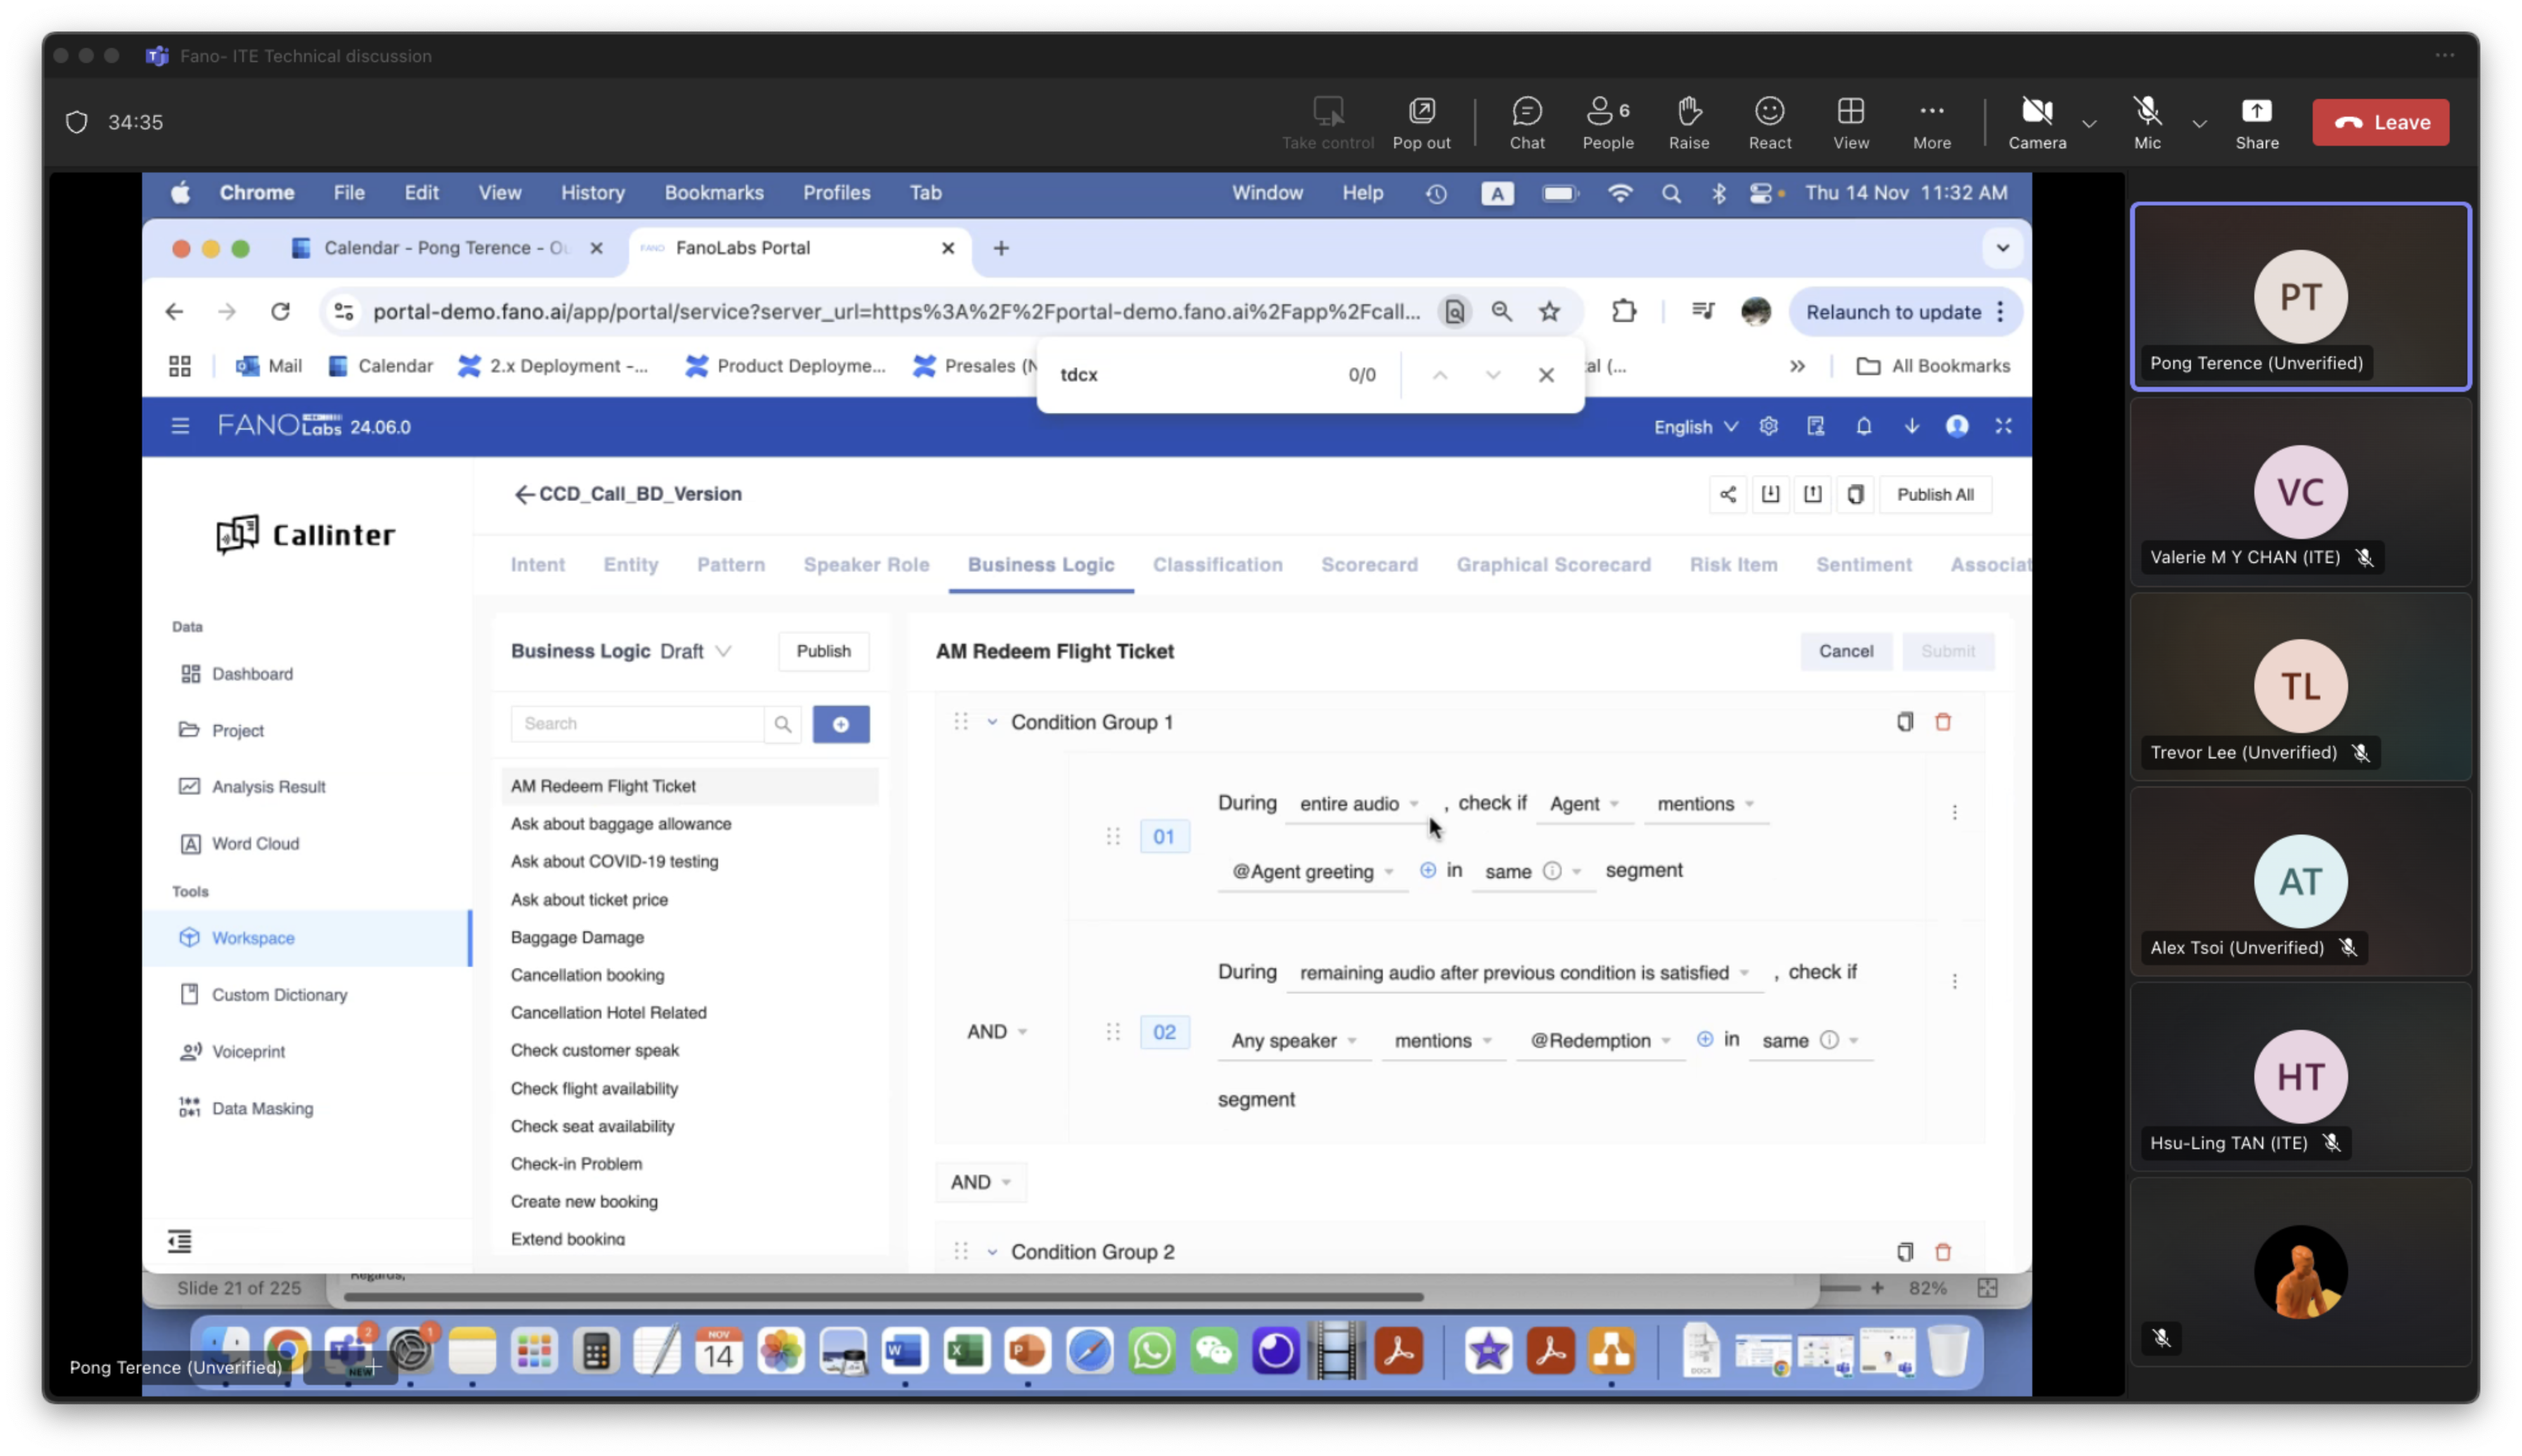 Fano- ITE Technical discussion
34:35
Take control
Pop out
Chat
People 6
Raise
React
View
More
Camera
Mic
Share
Leave
Chrome File Edit View History Bookmarks Profiles Tab Window Help A Thu 14 Nov 11:32 AM
Calendar - Pong Terence - Ou
FANO FanoLabs Portal
portal-demo.fano.ai/app/portal/service?server_url=https%3A%2F%2Fportal-demo.fano.ai%2Fapp%2Fcall...
Relaunch to update
Mail Calendar 2.x Deployment -... Product Deployme... Presales (N al (... All Bookmarks
tdcx 0/0
FANO Labs 24.06.0
English
Callinter
Data
Dashboard
Project
Analysis Result
Word Cloud
Tools
Workspace
Custom Dictionary
Voiceprint
Data Masking
CCD_Call_BD_Version
Publish All
Intent Entity Pattern Speaker Role Business Logic Classification Scorecard Graphical Scorecard Risk Item Sentiment Associat
Business Logic Draft
Publish
Search
AM Redeem Flight Ticket
Ask about baggage allowance
Ask about COVID-19 testing
Ask about ticket price
Baggage Damage
Cancellation booking
Cancellation Hotel Related
Check customer speak
Check flight availability
Check seat availability
Check-in Problem
Create new booking
Extend booking
AM Redeem Flight Ticket
Cancel
Submit
Condition Group 1
During entire audio , check if Agent mentions
01
@Agent greeting in same segment
During remaining audio after previous condition is satisfied , check if
AND 02
Any speaker mentions @Redemption in same
segment
AND
Condition Group 2
Slide 21 of 225
Regards,
82%
2
NEW
1
NOV
14
W
X
P
DOCX
Pong Terence (Unverified)
PT
Pong Terence (Unverified)
VC
Valerie M Y CHAN (ITE)
TL
Trevor Lee (Unverified)
AT
Alex Tsoi (Unverified)
HT
Hsu-Ling TAN (ITE)